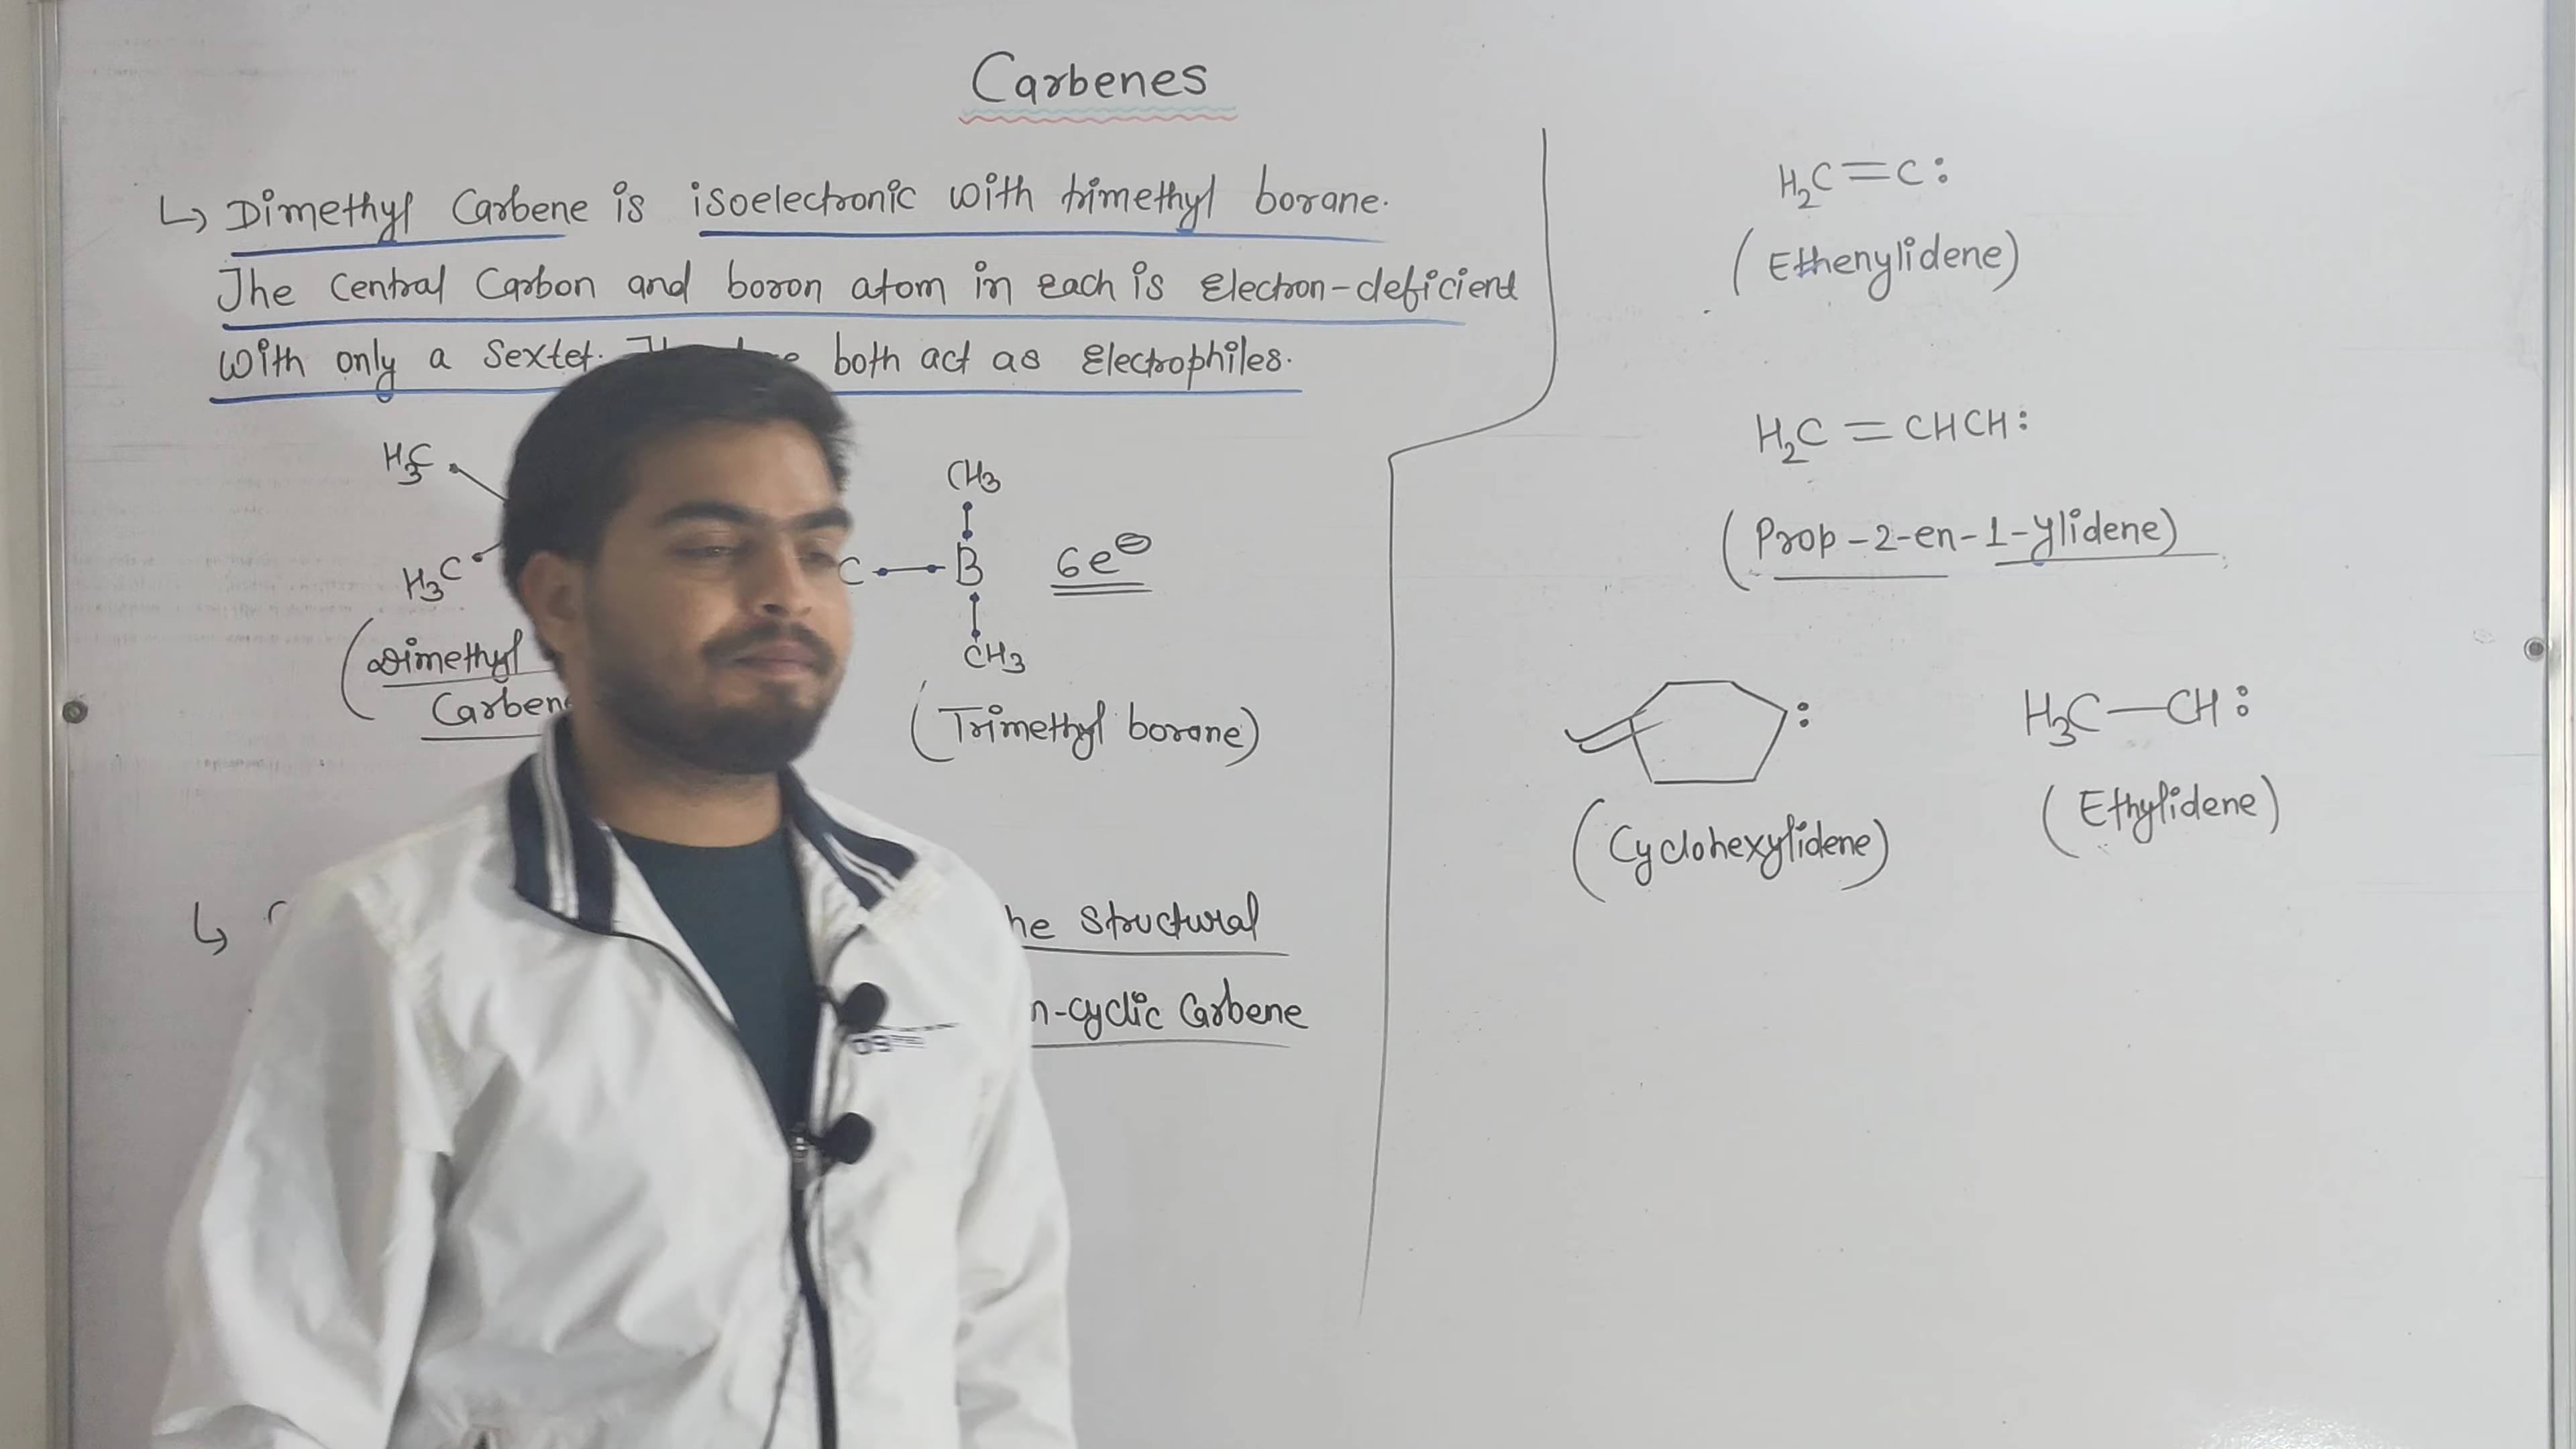 Carbenes
↳ Dimethyl Carbene is isoelectronic with trimethyl borane.
The Central Carbon and boron atom in each is Electron-deficient
with only a sextet. both act as Electrophiles.
H3C
H3C
(Dimethyl
Carbene
CH3
C—B 6e⊖
CH3
(Trimethyl borane)
↳ he Structural
n-cyclic Carbene
H2C=C:
(Ethenylidene)
H2C=CHCH:
(Prop-2-en-1-ylidene)
:
(Cyclohexylidene)
H3C—CH:
(Ethylidene)